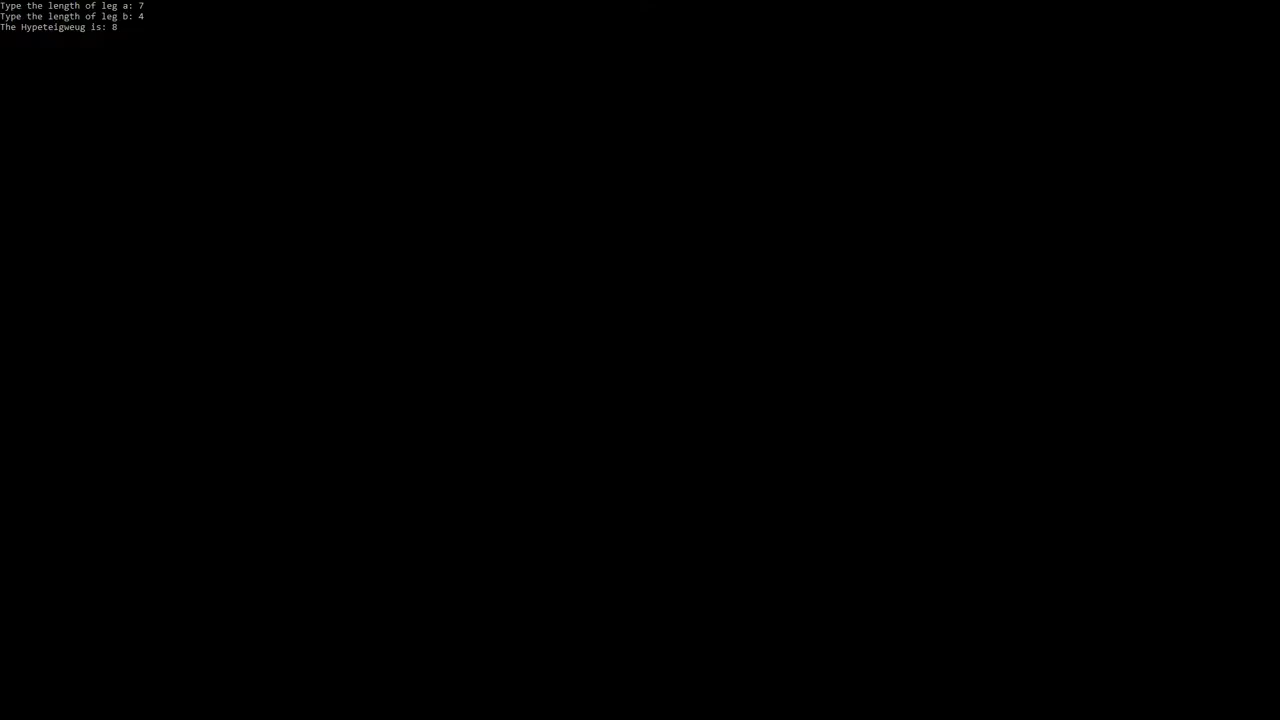 Type the length of leg a: 7
Type the length of leg b: 4
The Hypeteigweug is: 8